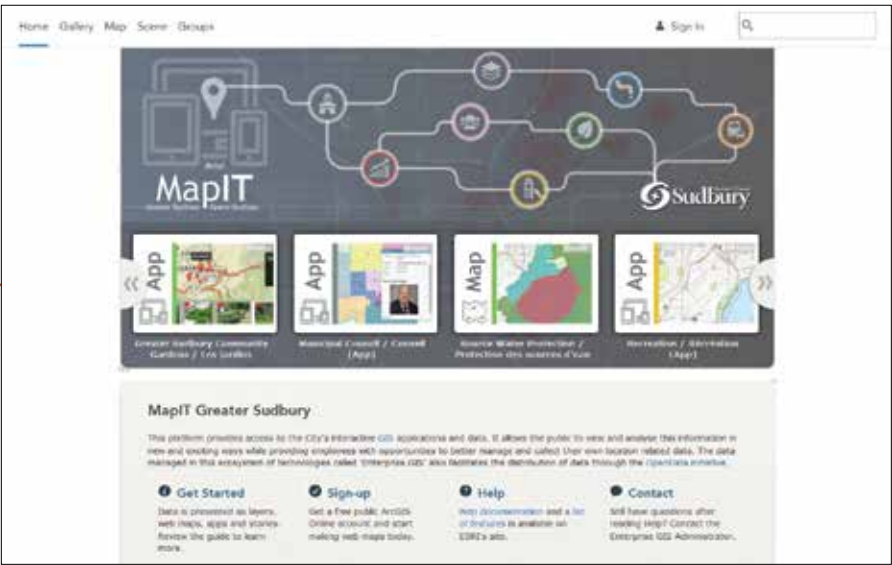 Home Gallery Map Scene Groups
Sign In
MapIT
Sudbury
App
App
Map
App
Greater Sudbury Community
Gardens / Les Jardins
Municipal Council / Conseil
(App)
Source Water Protection /
Protection des sources d'eau
Recreation / Récréation
(App)
MapIT Greater Sudbury
This platform provides access to the City's interactive GIS applications and data. It allows the public to view and analyse this information in
new and exciting ways while providing employees with opportunities to better manage and collect their own location related data. The data
managed in this ecosystem of technologies called 'Enterprise GIS' also facilitates the distribution of data through the OpenData initiative.
Get Started
Data is presented as layers,
web maps, apps and stories.
Review the guide to learn
more.
Sign-up
Get a free public ArcGIS
Online account and start
making web maps today.
Help
Web documentation and a list
of features is available on
ESRI's site.
Contact
Still have questions after
reading Help? Contact the
Enterprise GIS Administrator.